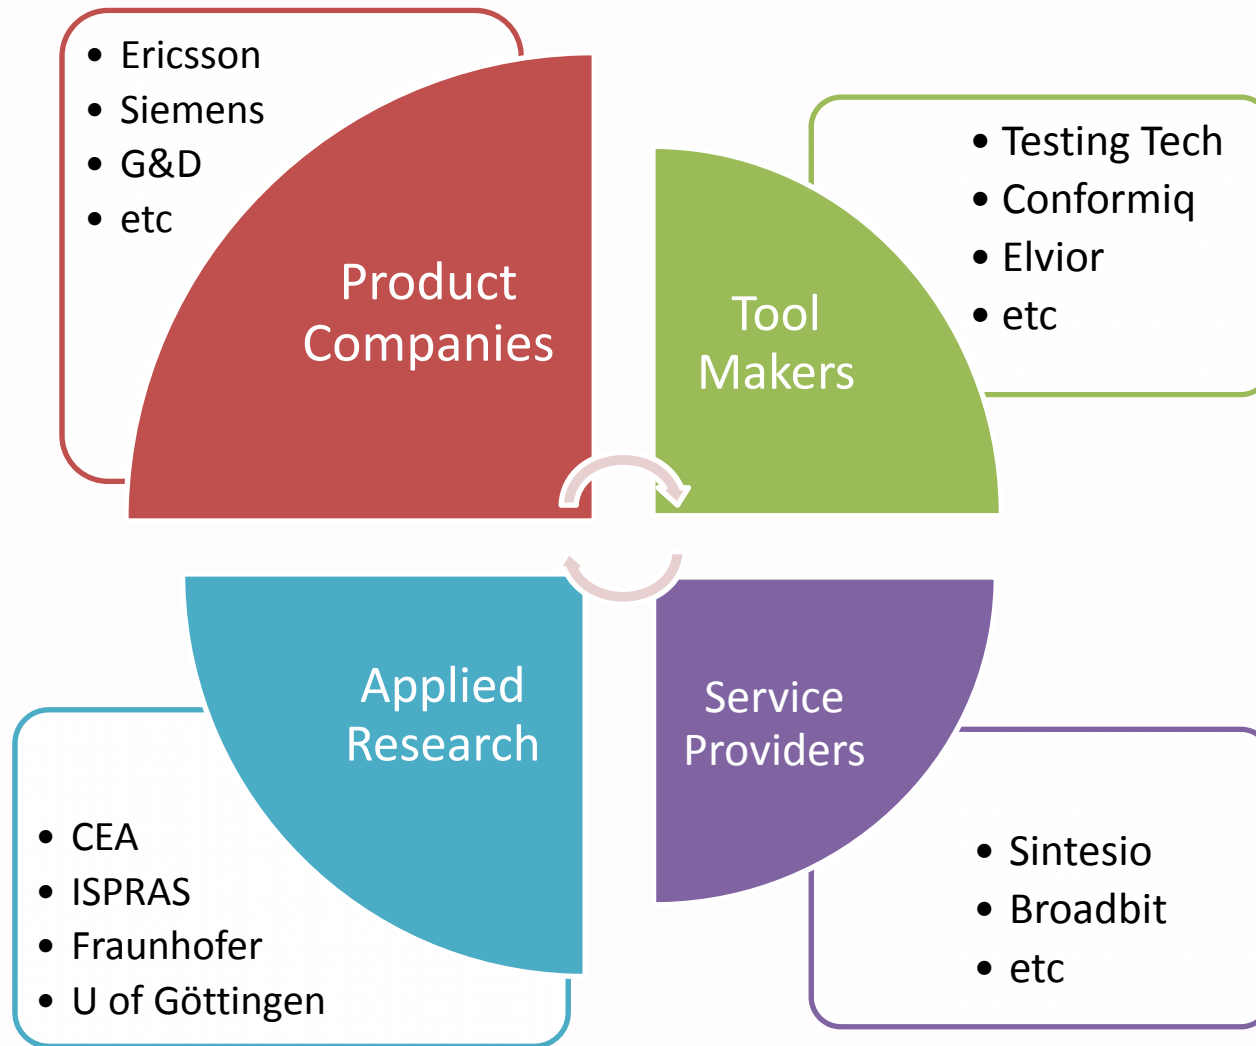 • Ericsson
• Siemens
• G&D
• etc
Product
Companies
• Testing Tech
• Conformiq
• Elvior
• etc
Tool
Makers
Applied
Research
• CEA
• ISPRAS
• Fraunhofer
• U of Göttingen
Service
Providers
• Sintesio
• Broadbit
• etc